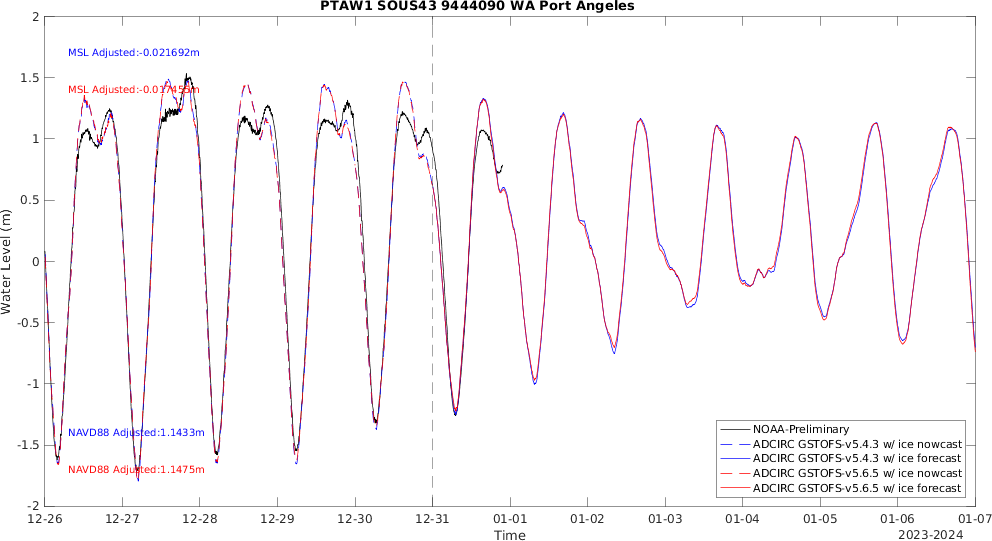 PTAW1 SOUS43 9444090 WA Port Angeles
2
1.5
1
0.5
0
-0.5
-1
-1.5
-2
Water Level (m)
MSL Adjusted:-0.021692m
MSL Adjusted:-0.017455m
NAVD88 Adjusted:1.1433m
NAVD88 Adjusted:1.1475m
NOAA-Preliminary
ADCIRC GSTOFS-v5.4.3 w/ ice nowcast
ADCIRC GSTOFS-v5.4.3 w/ ice forecast
ADCIRC GSTOFS-v5.6.5 w/ ice nowcast
ADCIRC GSTOFS-v5.6.5 w/ ice forecast
12-26 12-27 12-28 12-29 12-30 12-31 01-01 01-02 01-03 01-04 01-05 01-06 01-07
Time
2023-2024